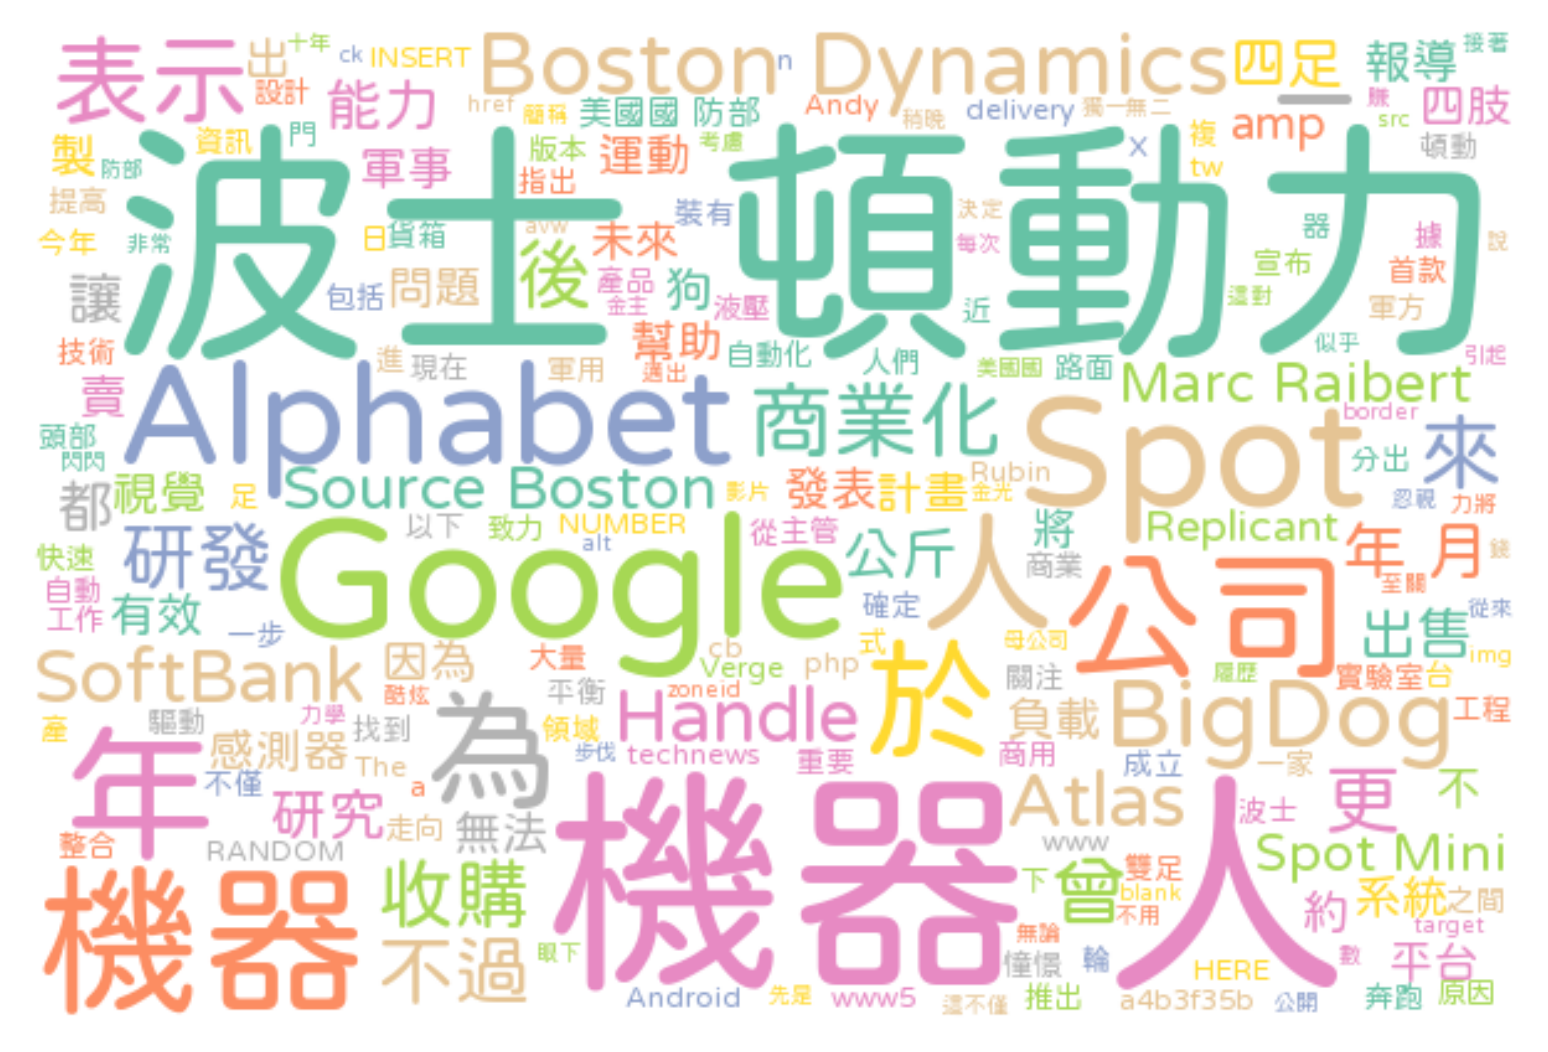 表示
出
十年
ck
INSERT
Boston Dynamics
n
四足
報導
接著
設計
能力
href
簡稱
美國國 防部
Andy
稍晚
delivery
獨一無二
一
amp
賺
src
四肢
製
防部
資訊
門
軍事
版本
指出
運動
考慮
X
複
tw
頓動
波士頓動力
提高
今年
非常
日
貨箱
avw
後
未來
裝有
決定
每次
器
宣布
據
首款
說
讓
包括
問題
產品
金主
狗
液壓
近
這對
軍方
技術
進
現在
軍用
幫助
邁出
自動化
人們
美國國
路面
似乎
引起
賣
Alphabet
商業化
Marc Raibert
Spot
border
來
頭部
閃閃
都
視覺
足
Source Boston
影片
發表
計畫
Rubin
金光
分出
忽視
力將
研發
Google
以下
致力
NUMBER
alt
從主管
公斤
人
將
商業
Replicant
年 月
錢
至關
快速
自動
工作
有效
一步
確定
公司
出售
從來
img
SoftBank
因為
大量
cb
Verge
php
式
於
母公司
關注
履歷
實驗室
台
酷炫
平衡
zoneid
Handle
負載
BigDog
工程
產
驅動
力學
找到
為
領域
步伐
technews
重要
商用
成立
一家
年
感測器
The
不僅
a
研究
走向
無法
機器人
Atlas
波士
更
不
整合
RANDOM
www
Spot Mini
機器
收購
下
曾
雙足
blank
不用
約
系統
之間
target
不過
眼下
無論
憧憬
輪
HERE
數
平台
Android
先是
www5
這不僅
推出
a4b3f35b
公開
奔跑
原因